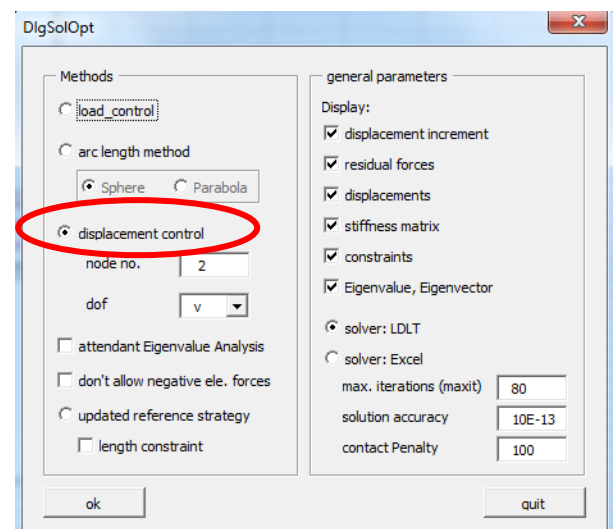 DlgSolOpt
x
Methods
load_control
arc length method
Sphere Parabola
displacement control
node no. 2
dof v
attendant Eigenvalue Analysis
don't allow negative ele. forces
updated reference strategy
length constraint
general parameters
Display:
displacement increment
residual forces
displacements
stiffness matrix
constraints
Eigenvalue, Eigenvector
solver: LDLT
solver: Excel
max. iterations (maxit) 80
solution accuracy 10E-13
contact Penalty 100
ok quit